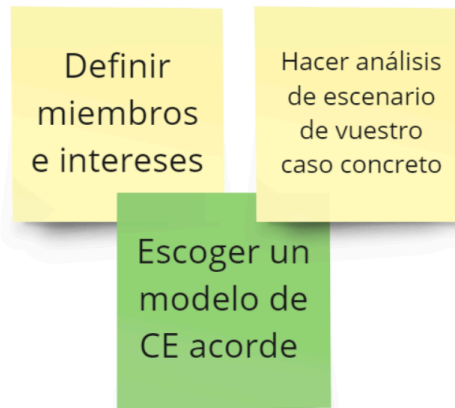 Definir
miembros
e intereses
Hacer análisis
de escenario
de vuestro
caso concreto
Escoger un
modelo de
CE acorde